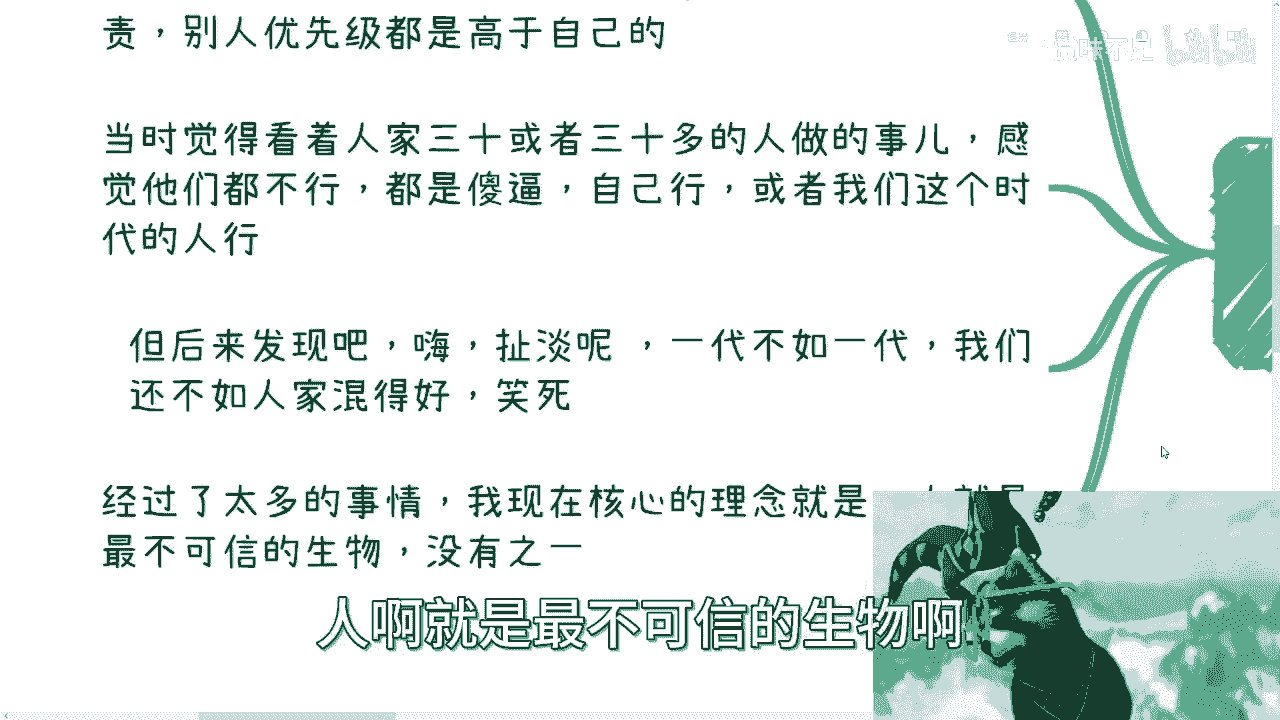 责，别人优先级都是高于自己的
当时觉得看着人家三十或者三十多的人做的事儿，感
觉他们都不行，都是傻逼，自己行，或者我们这个时
代的人行
但后来发现吧，嗨，扯淡呢 ，一代不如一代，我们
还不如人家混得好，笑死
经过了太多的事情，我现在核心的理念就是
最不可信的生物，没有之一
人啊就是最不可信的生物啊
bilibili